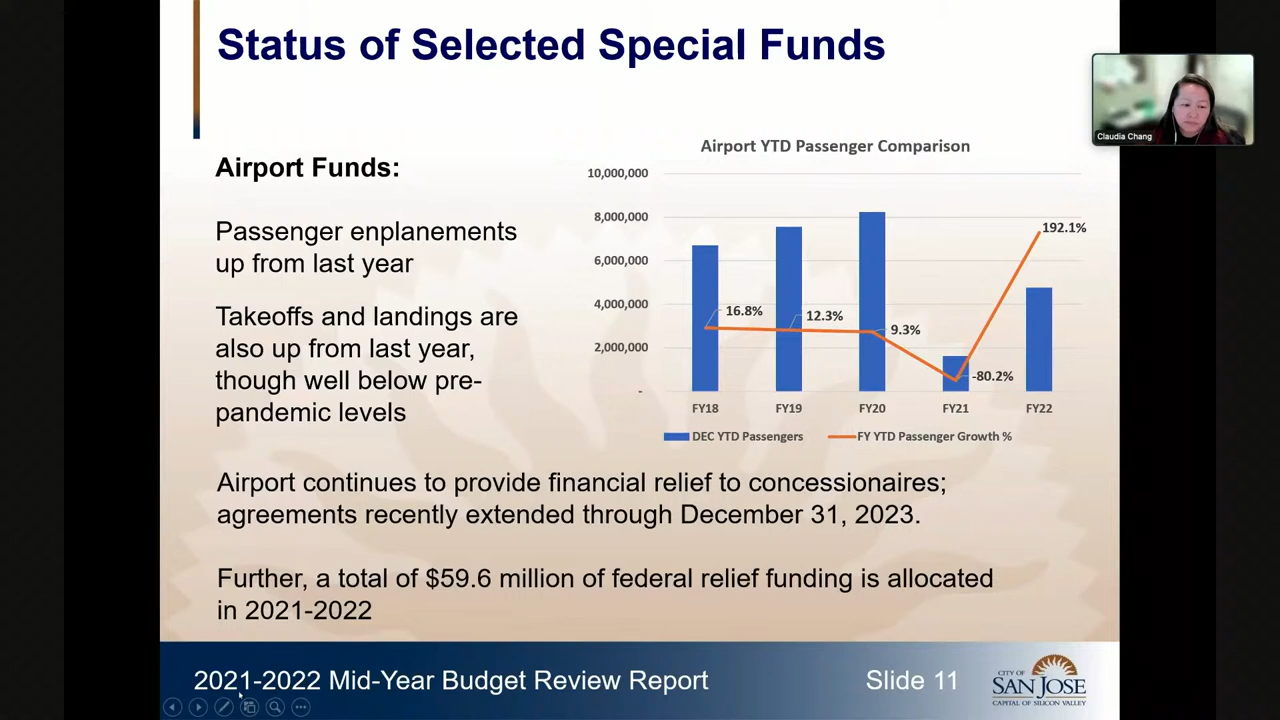 Status of Selected Special Funds
Claudia Chang
Airport Funds:
Passenger enplanements
up from last year
Takeoffs and landings are
also up from last year,
though well below pre-
pandemic levels
Airport YTD Passenger Comparison
10,000,000
8,000,000
6,000,000
4,000,000
2,000,000
-
16.8%
12.3%
9.3%
-80.2%
192.1%
FY18 FY19 FY20 FY21 FY22
DEC YTD Passengers FY YTD Passenger Growth %
Airport continues to provide financial relief to concessionaires;
agreements recently extended through December 31, 2023.
Further, a total of $59.6 million of federal relief funding is allocated
in 2021-2022
2021-2022 Mid-Year Budget Review Report
Slide 11
CITY OF
SAN JOSE
CAPITAL OF SILICON VALLEY